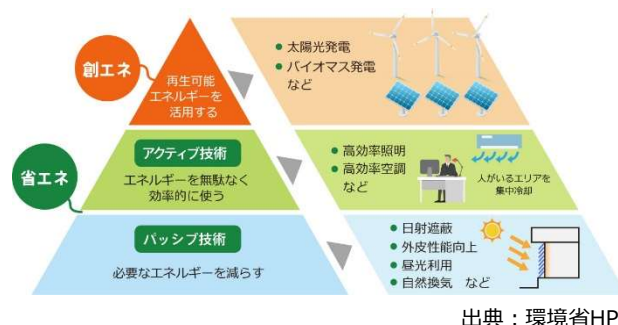 創エネ
再生可能
エネルギーを
活用する
● 太陽光発電
● バイオマス発電
など
省エネ
アクティブ技術
エネルギーを無駄なく
効率的に使う
● 高効率照明
● 高効率空調
など
人がいるエリアを
集中冷却
パッシブ技術
必要なエネルギーを減らす
● 日射遮蔽
● 外皮性能向上
● 昼光利用
● 自然換気 など
出典：環境省HP